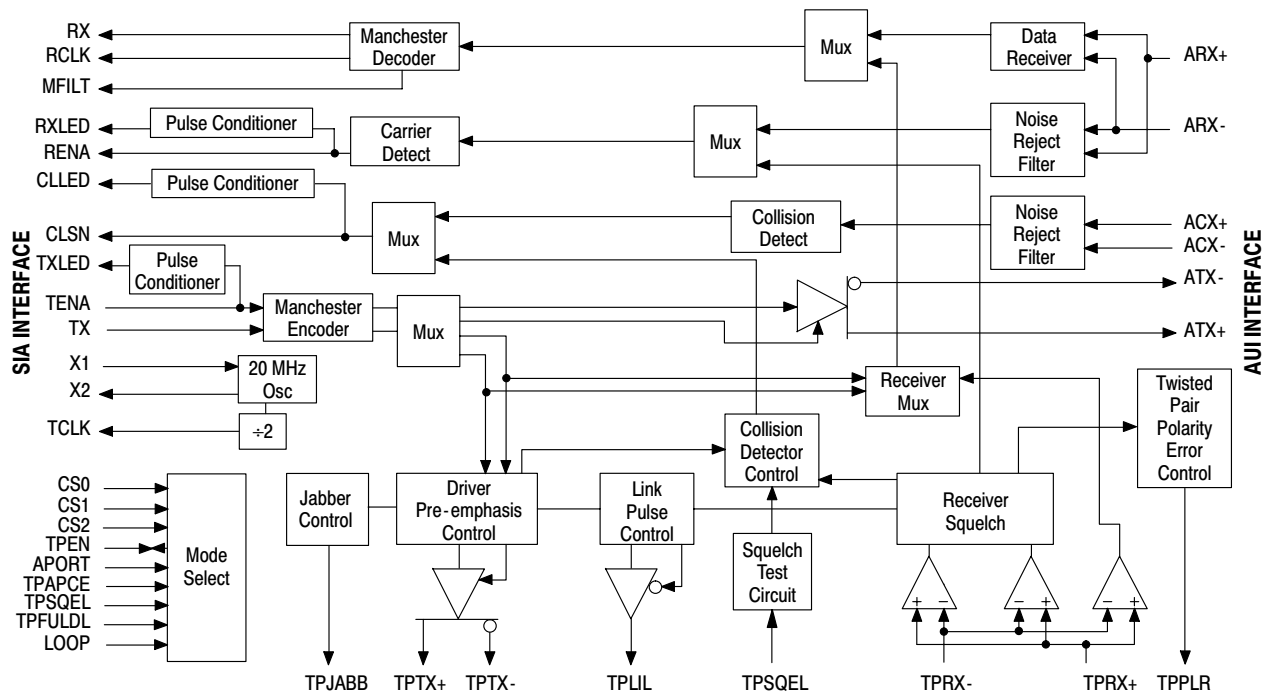 RX
RCLK
MFILT
Manchester
Decoder
Mux
Data
Receiver
ARX+
RXLED
RENA
Pulse Conditioner
Carrier
Detect
Mux
Noise
Reject
Filter
ARX-
CLLED
Pulse Conditioner
CLSN
Mux
Collision
Detect
Noise
Reject
Filter
ACX+
ACX-
TXLED
Pulse
Conditioner
ATX-
ATX+
TENA
TX
Manchester
Encoder
Mux
SIA INTERFACE
AUI INTERFACE
X1
X2
20 MHz
Osc
TCLK
÷2
Receiver
Mux
Twisted
Pair
Polarity
Error
Control
Collision
Detector
Control
CS0
CS1
CS2
TPEN
APORT
TPAPCE
TPSQEL
TPFULDL
LOOP
Mode
Select
Jabber
Control
Driver
Pre-emphasis
Control
Link
Pulse
Control
Squelch
Test
Circuit
Receiver
Squelch
+ −
− +
− +
TPJABB
TPTX+
TPTX-
TPLIL
TPSQEL
TPRX-
TPRX+
TPPLR